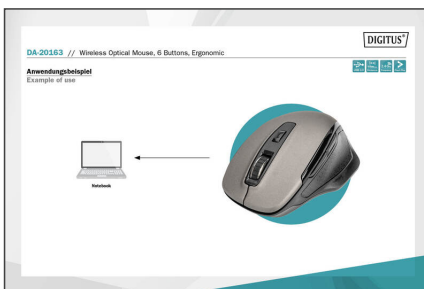 DIGITUS®
DA-20163 // Wireless Optical Mouse, 6 Buttons, Ergonomic
Anwendungsbeispiel
Example of use
Notebook